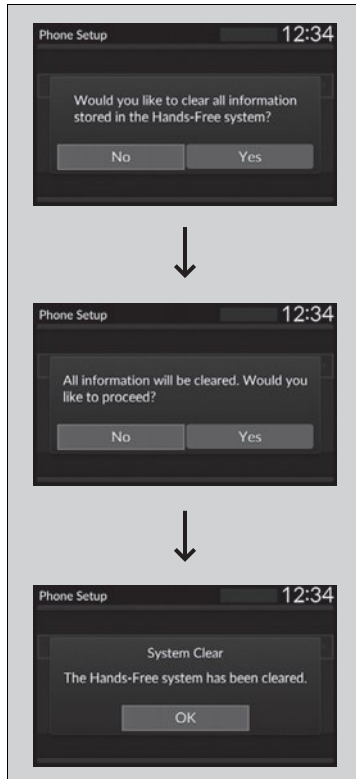 Phone Setup 12:34
Would you like to clear all information
stored in the Hands-Free system?
No Yes
Phone Setup 12:34
All information will be cleared. Would you
like to proceed?
No Yes
Phone Setup 12:34
System Clear
The Hands-Free system has been cleared.
OK